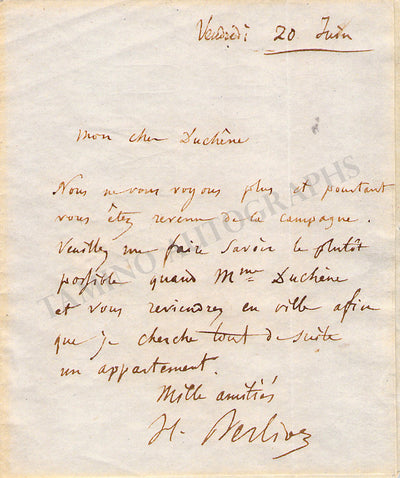 Vendredi 20 Juin
mon cher Duchêne
Nous ne vous voyons plus et pourtant
vous êtes revenu de la campagne.
Veuillez me faire savoir le plutôt
possible quand Mme Duchêne
et vous reviendrez en ville afin
que je cherche tout de suite
un appartement.
Mille amitiés
H. Berlioz
TAMINO AUTOGRAPHS